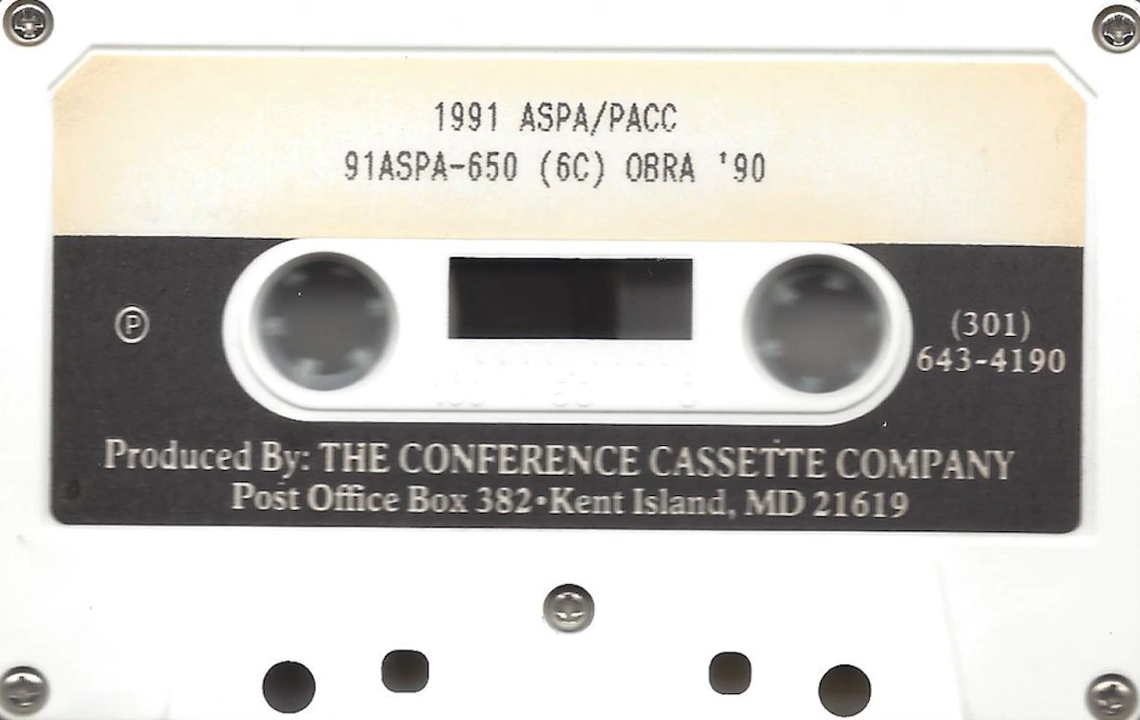 1991 ASPA/PACC
91ASPA-650 (6C) OBRA '90
Ⓟ
(301)
643-4190
Produced By: THE CONFERENCE CASSETTE COMPANY
Post Office Box 382•Kent Island, MD 21619